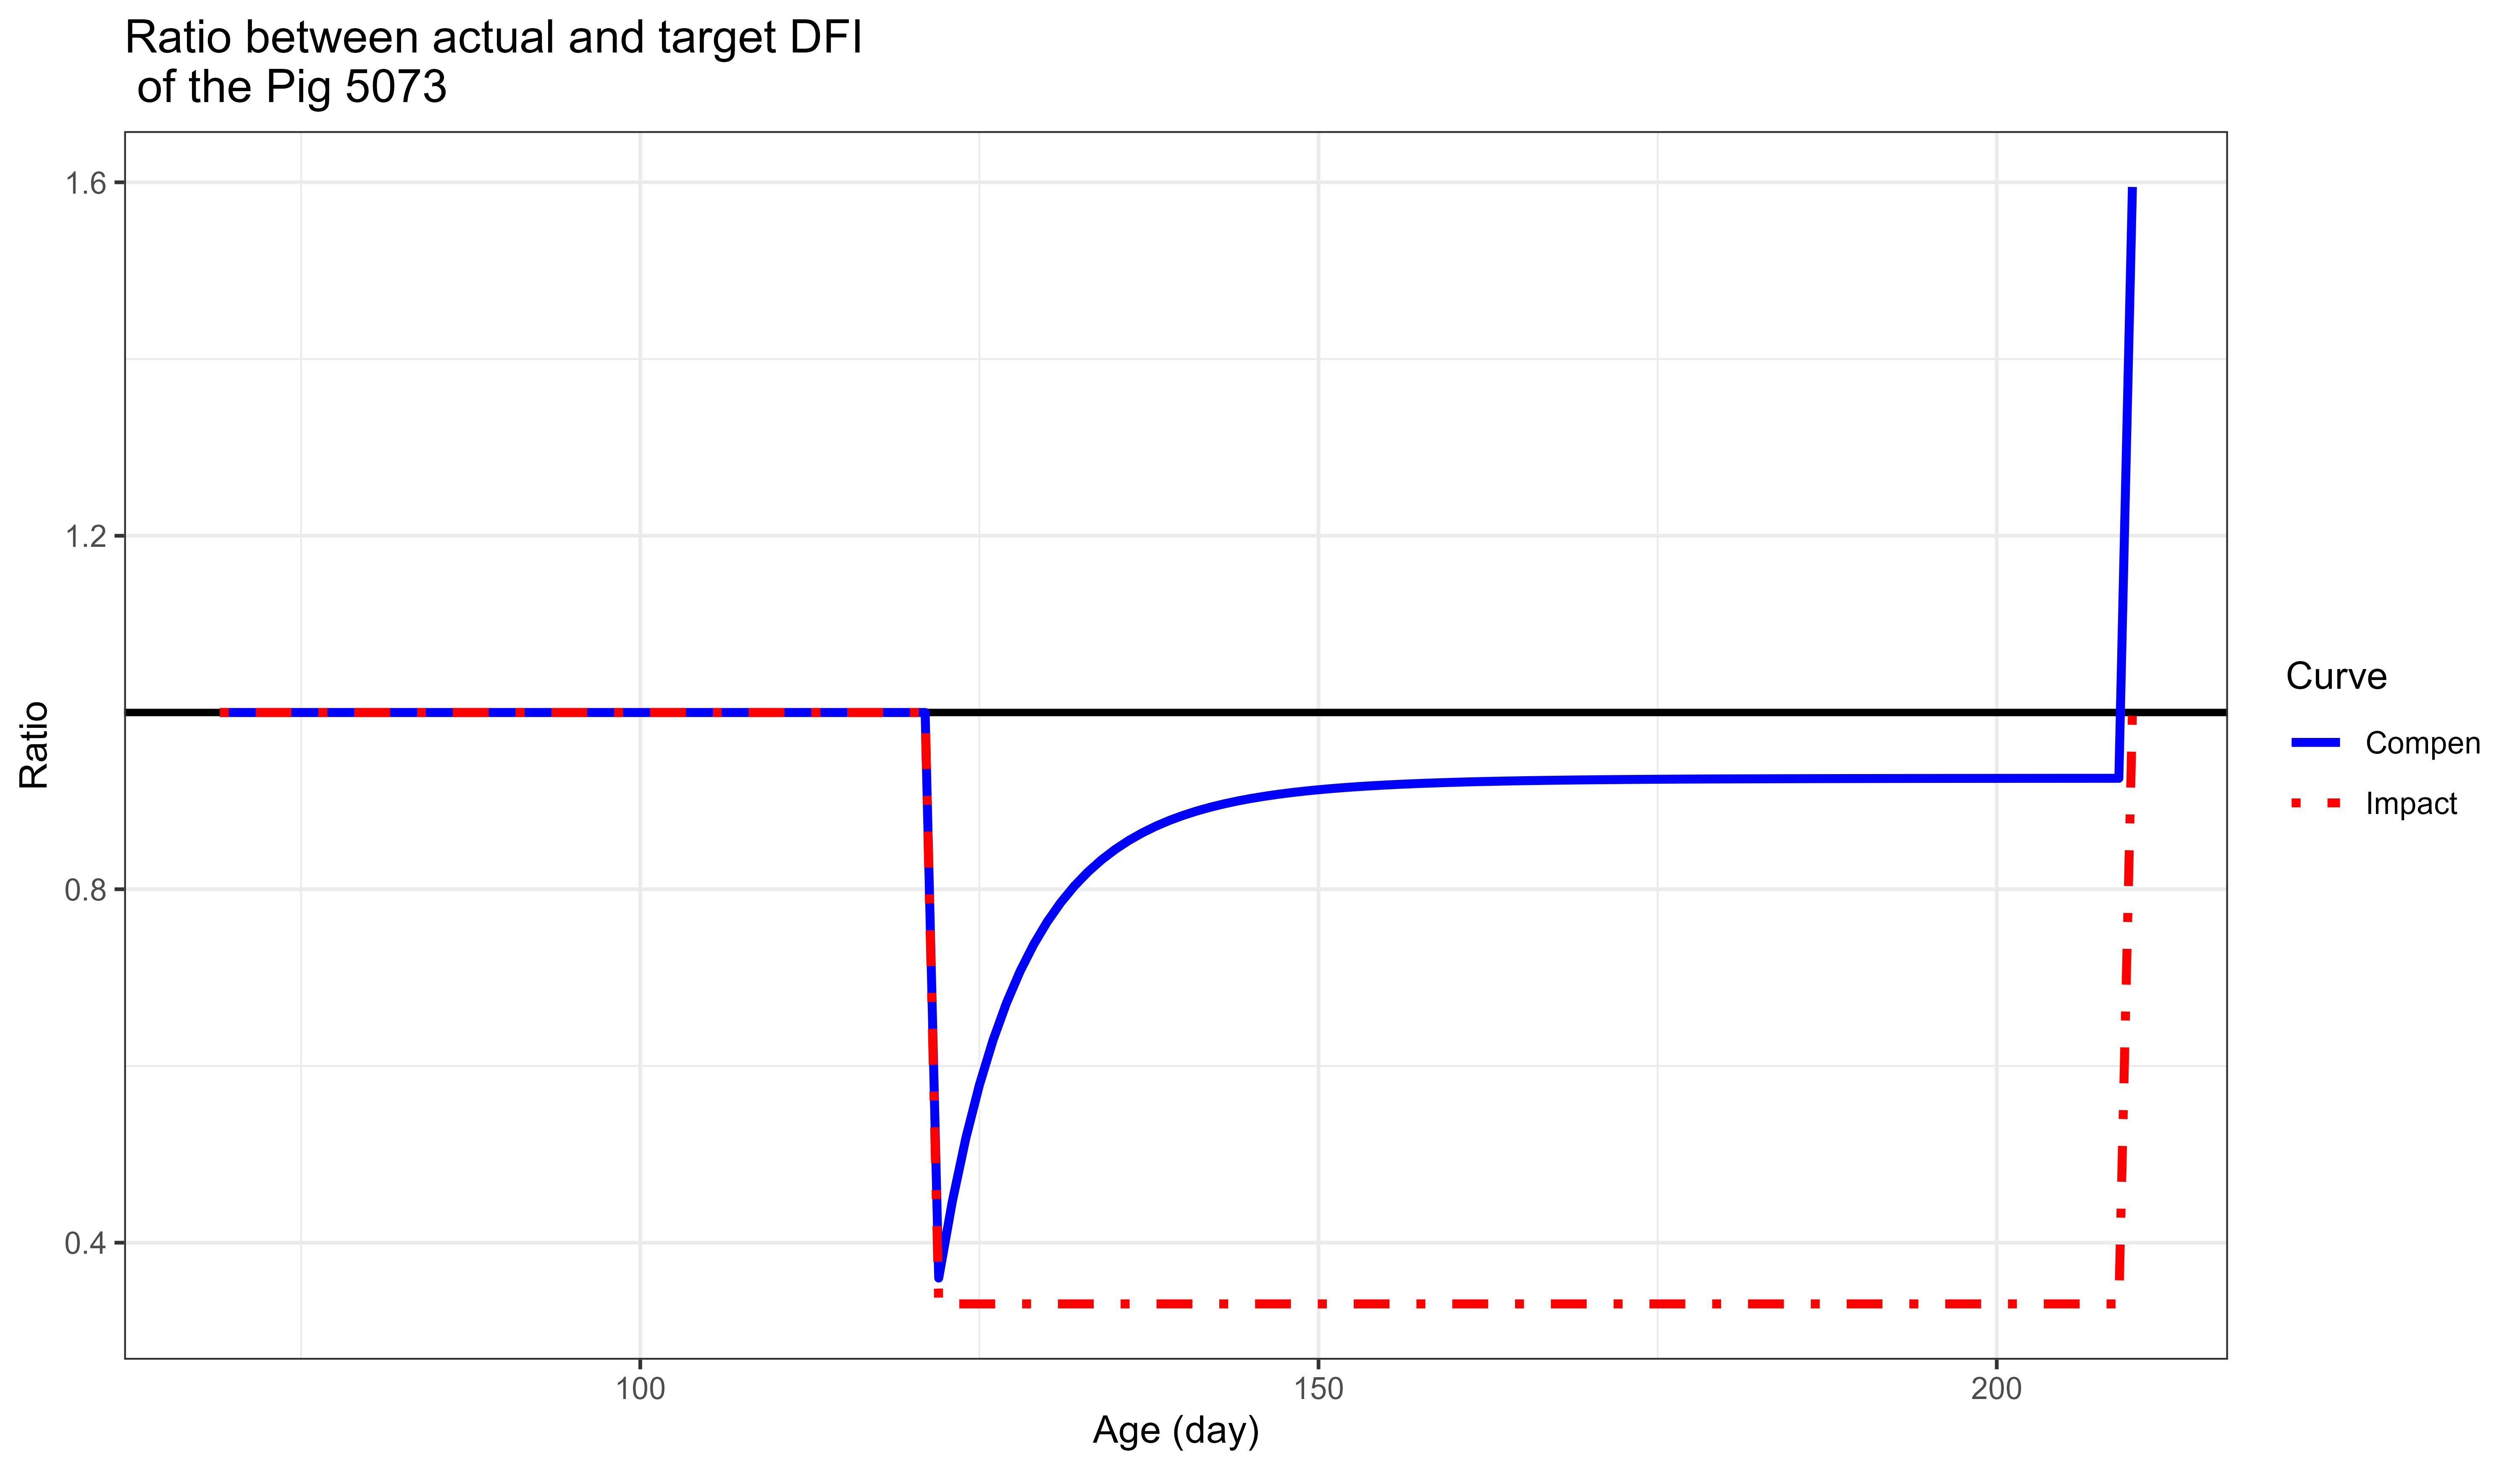 Ratio between actual and target DFI
of the Pig 5073
1.6
1.2
0.8
0.4
Ratio
100
150
200
Age (day)
Curve
Compen
Impact